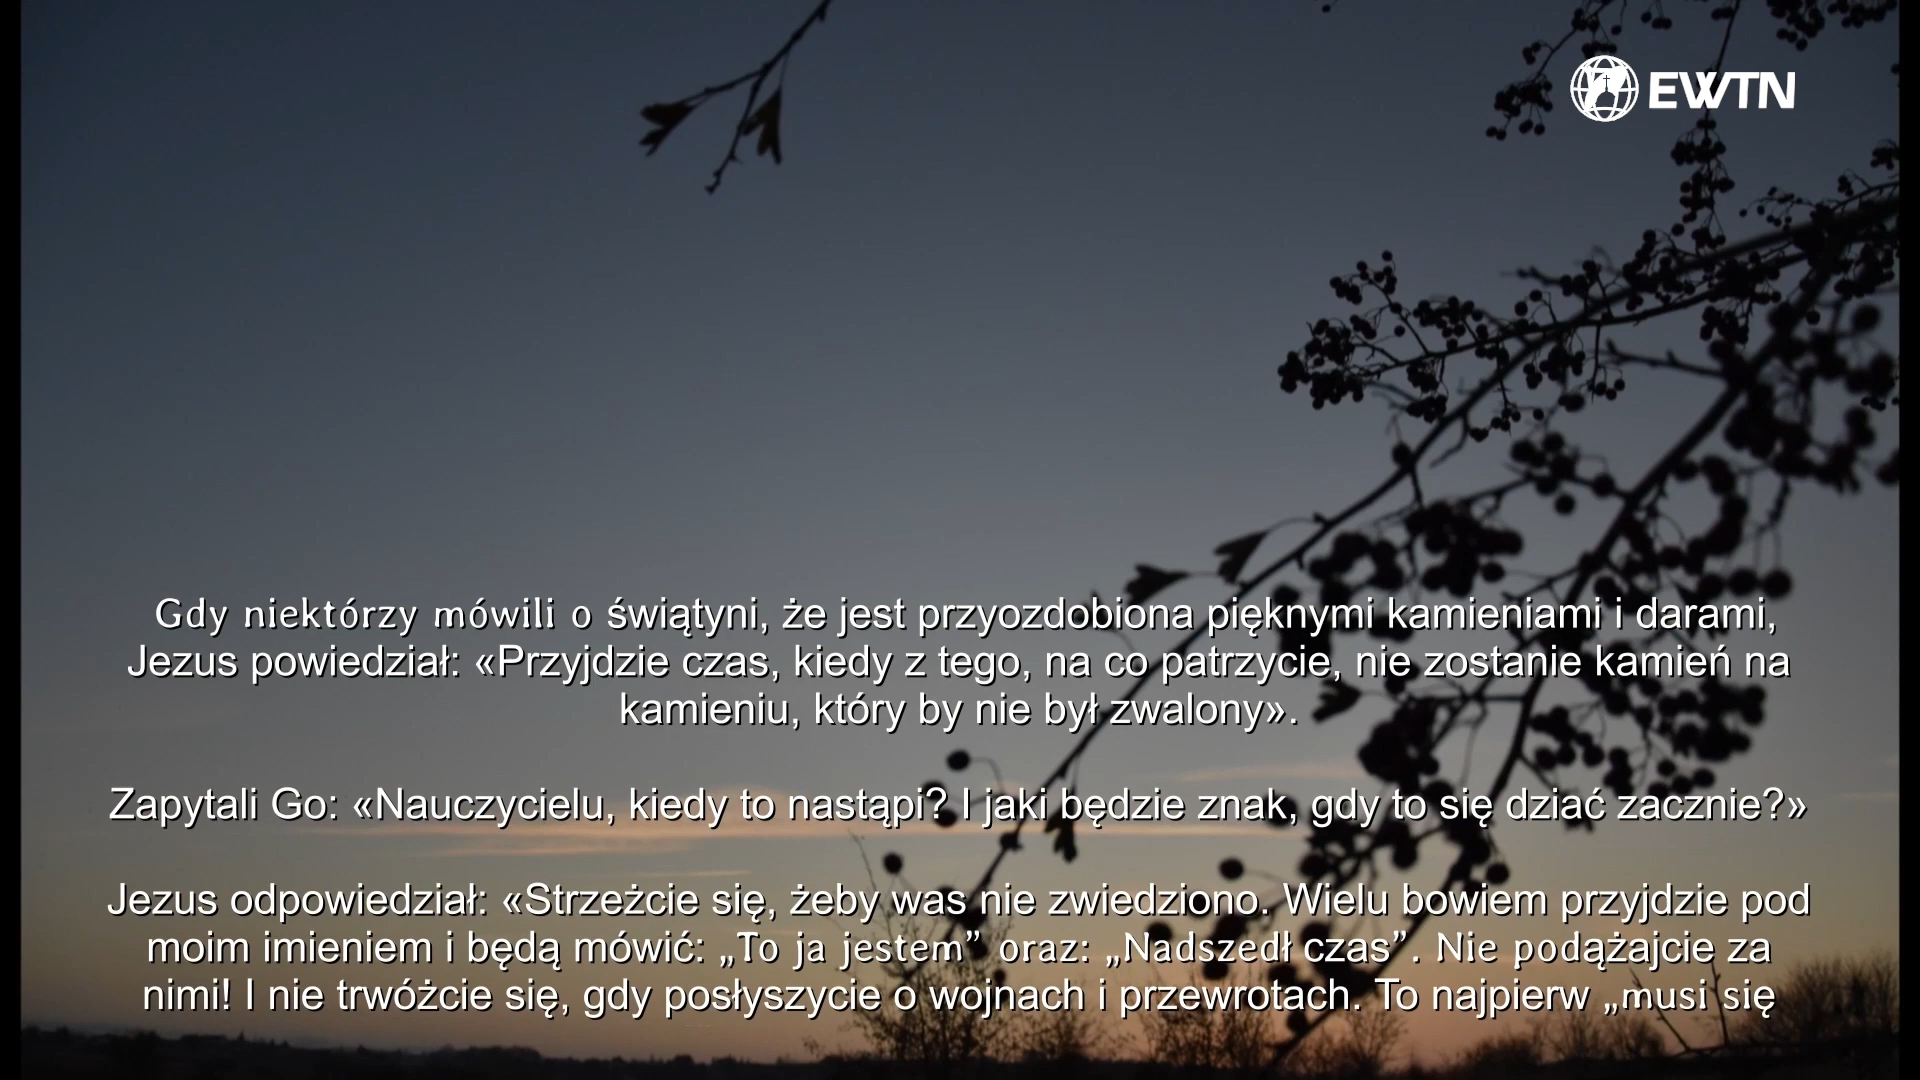 EWTN
Gdy niektórzy mówili o świątyni, że jest przyozdobiona pięknymi kamieniami i darami,
Jezus powiedział: «Przyjdzie czas, kiedy z tego, na co patrzycie, nie zostanie kamień na
kamieniu, który by nie był zwalony».
Zapytali Go: «Nauczycielu, kiedy to nastąpi? I jaki będzie znak, gdy to się dziać zacznie?»
Jezus odpowiedział: «Strzeżcie się, żeby was nie zwiedziono. Wielu bowiem przyjdzie pod
moim imieniem i będą mówić: „To ja jestem” oraz: „Nadszedł czas”. Nie podążajcie za
nimi! I nie trwóżcie się, gdy posłyszycie o wojnach i przewrotach. To najpierw „musi się